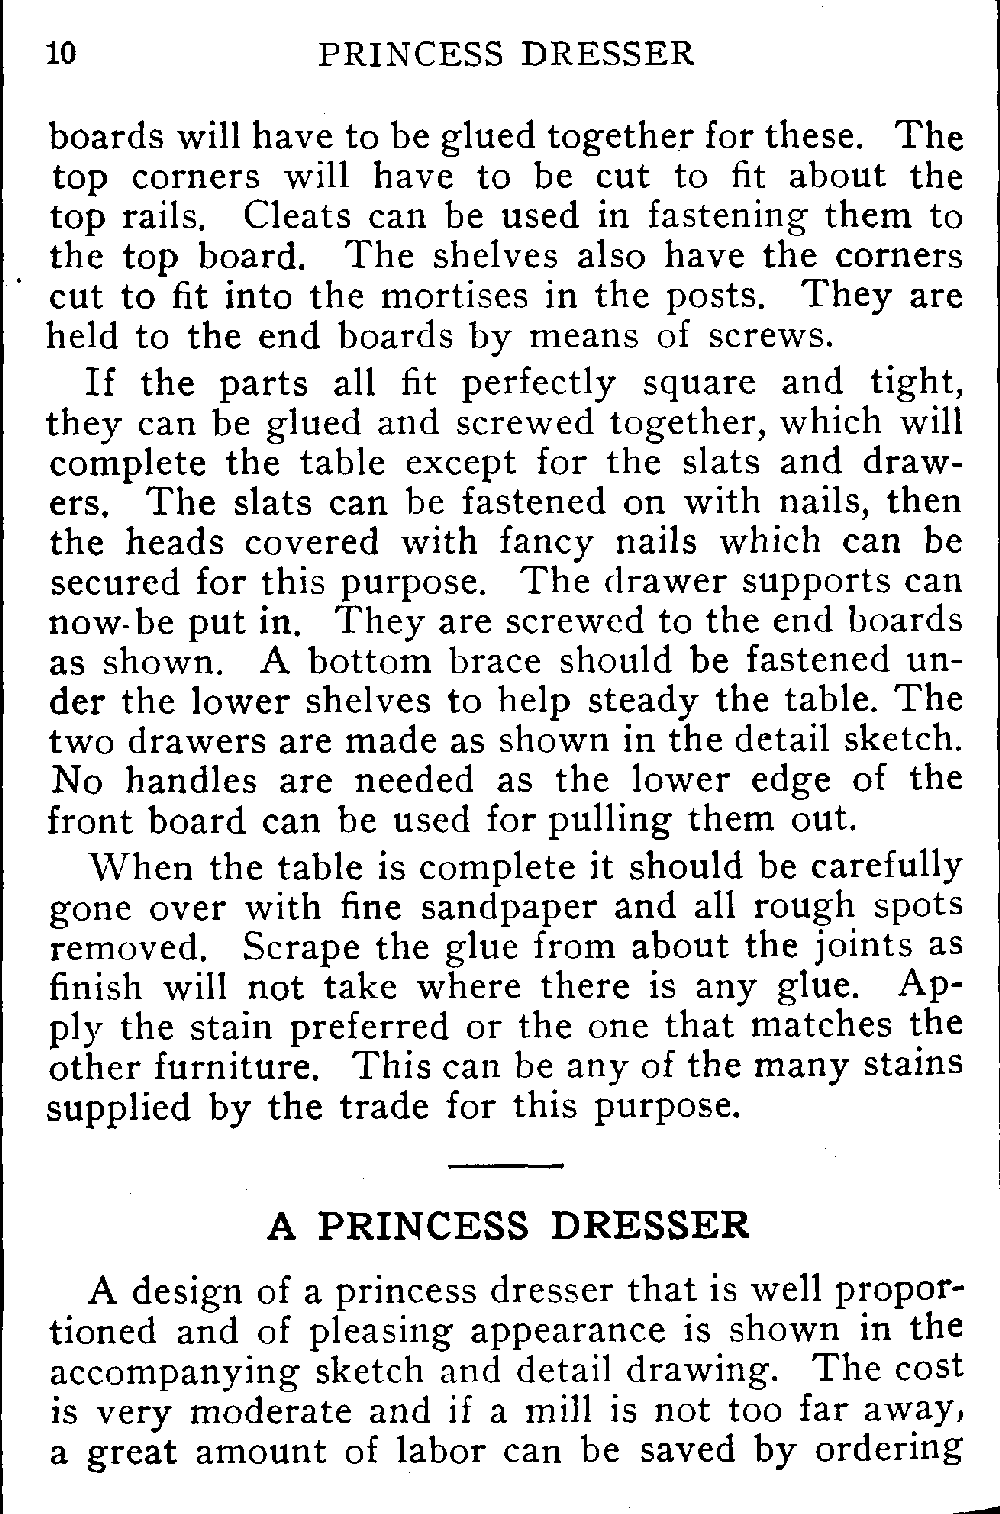 10 PRINCESS DRESSER
boards will have to be glued together for these. The
top corners will have to be cut to fit about the
top rails. Cleats can be used in fastening them to
the top board. The shelves also have the corners
cut to fit into the mortises in the posts. They are
held to the end boards by means of screws.
If the parts all fit perfectly square and tight,
they can be glued and screwed together, which will
complete the table except for the slats and draw-
ers. The slats can be fastened on with nails, then
the heads covered with fancy nails which can be
secured for this purpose. The drawer supports can
now-be put in. They are screwed to the end boards
as shown. A bottom brace should be fastened un-
der the lower shelves to help steady the table. The
two drawers are made as shown in the detail sketch.
No handles are needed as the lower edge of the
front board can be used for pulling them out.
When the table is complete it should be carefully
gone over with fine sandpaper and all rough spots
removed. Scrape the glue from about the joints as
finish will not take where there is any glue. Ap-
ply the stain preferred or the one that matches the
other furniture. This can be any of the many stains
supplied by the trade for this purpose.
A PRINCESS DRESSER
A design of a princess dresser that is well propor-
tioned and of pleasing appearance is shown in the
accompanying sketch and detail drawing. The cost
is very moderate and if a mill is not too far away,
a great amount of labor can be saved by ordering